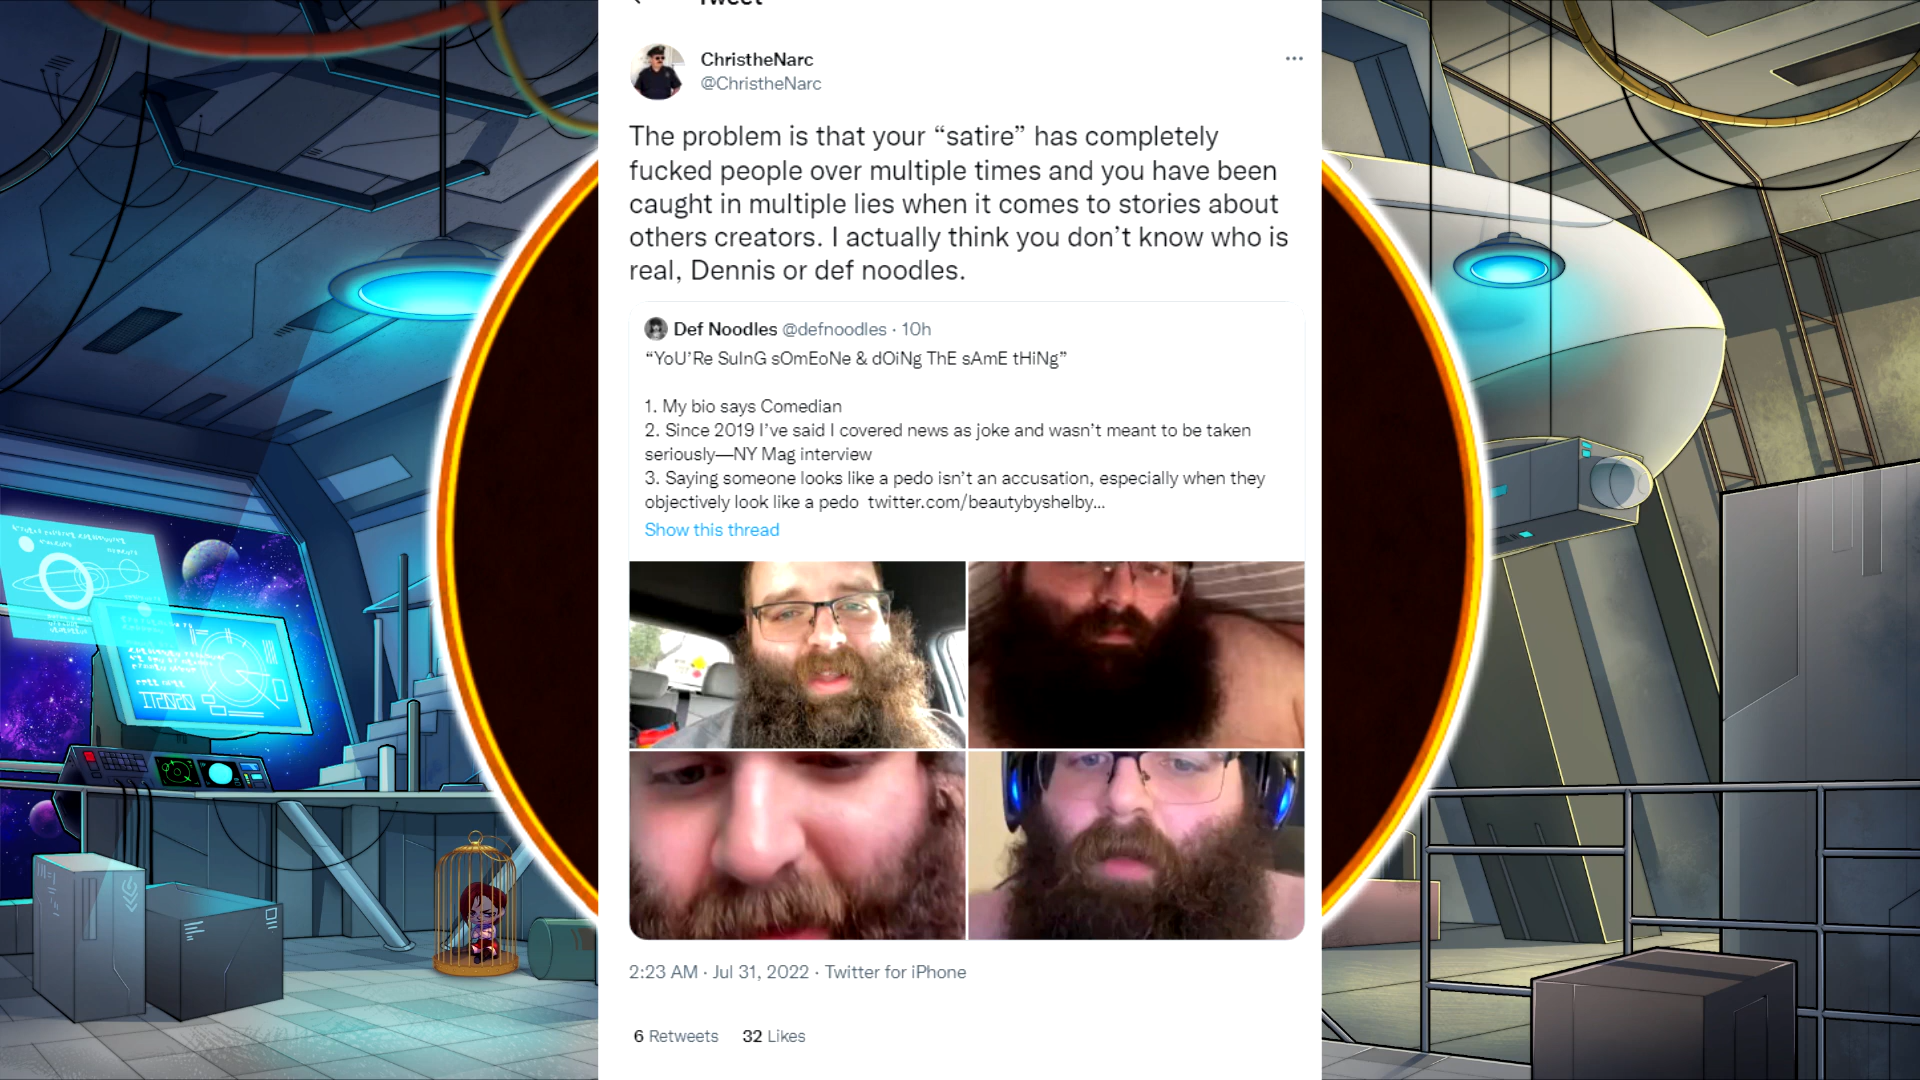 Tweet
ChristheNarc
@ChristheNarc
The problem is that your “satire” has completely
fucked people over multiple times and you have been
caught in multiple lies when it comes to stories about
others creators. I actually think you don’t know who is
real, Dennis or def noodles.
Def Noodles @defnoodles · 10h
“YoU’Re SuInG sOmEoNe & dOiNg ThE sAmE tHiNg”
1. My bio says Comedian
2. Since 2019 I’ve said I covered news as joke and wasn’t meant to be taken
seriously—NY Mag interview
3. Saying someone looks like a pedo isn’t an accusation, especially when they
objectively look like a pedo twitter.com/beautybyshelby...
Show this thread
2:23 AM · Jul 31, 2022 · Twitter for iPhone
6 Retweets 32 Likes